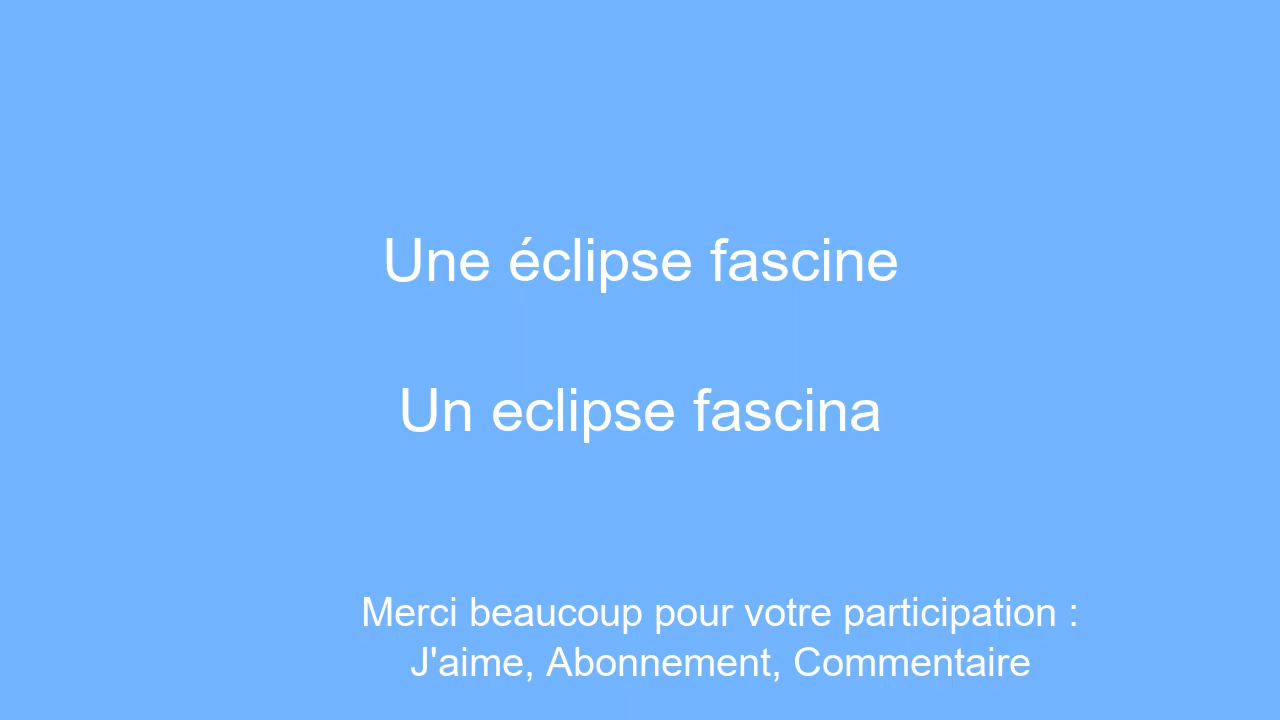 Une éclipse fascine
Un eclipse fascina
Merci beaucoup pour votre participation :
J'aime, Abonnement, Commentaire